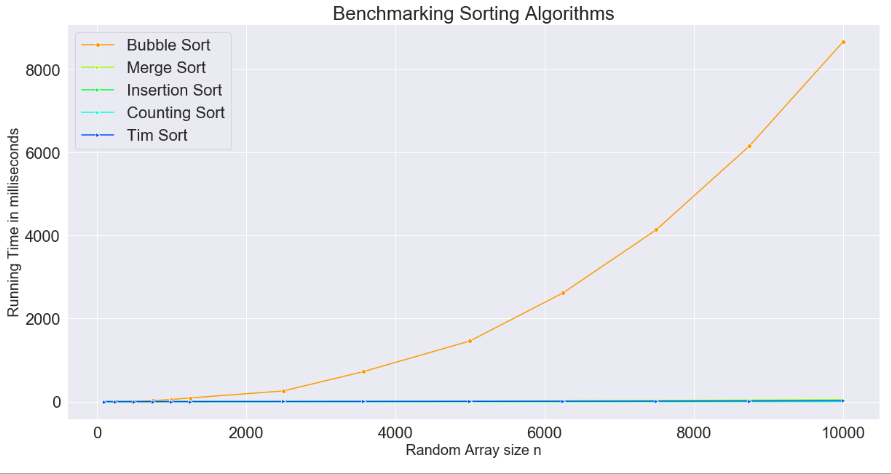 Benchmarking Sorting Algorithms
Bubble Sort
Merge Sort
Insertion Sort
Counting Sort
Tim Sort
Running Time in milliseconds
8000
6000
4000
2000
0
0 2000 4000 6000 8000 10000
Random Array size n